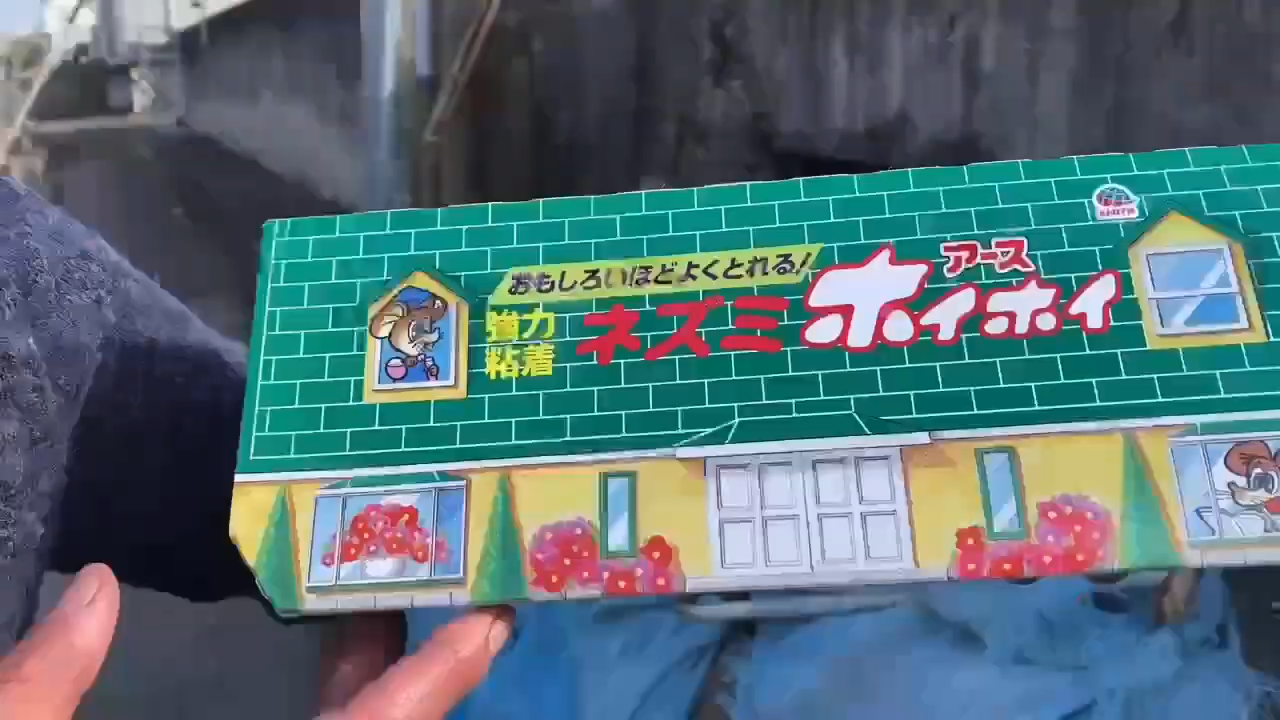 おもしろいほどよくとれる!
強力
粘着
ネズミ
アース
ホイホイ